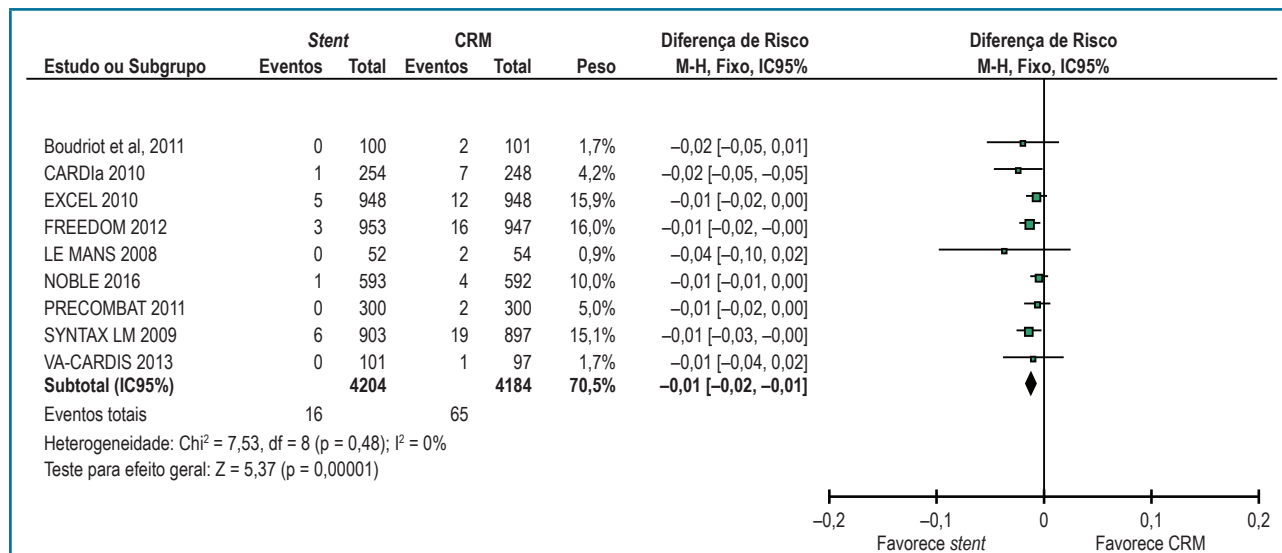 Stent CRM Diferença de Risco Diferença de Risco
Estudo ou Subgrupo Eventos Total Eventos Total Peso M-H, Fixo, IC95% M-H, Fixo, IC95%
Boudriot et al, 2011 0 100 2 101 1,7% –0,02 [–0,05, 0,01]
CARDIa 2010 1 254 7 248 4,2% –0,02 [–0,05, –0,05]
EXCEL 2010 5 948 12 948 15,9% –0,01 [–0,02, 0,00]
FREEDOM 2012 3 953 16 947 16,0% –0,01 [–0,02, –0,00]
LE MANS 2008 0 52 2 54 0,9% –0,04 [–0,10, 0,02]
NOBLE 2016 1 593 4 592 10,0% –0,01 [–0,01, 0,00]
PRECOMBAT 2011 0 300 2 300 5,0% –0,01 [–0,02, 0,00]
SYNTAX LM 2009 6 903 19 897 15,1% –0,01 [–0,03, –0,00]
VA-CARDIS 2013 0 101 1 97 1,7% –0,01 [–0,04, 0,02]
Subtotal (IC95%) 4204 4184 70,5% –0,01 [–0,02, –0,01]
Eventos totais 16 65
Heterogeneidade: Chi² = 7,53, df = 8 (p = 0,48); I² = 0%
Teste para efeito geral: Z = 5,37 (p = 0,00001)
–0,2 –0,1 0 0,1 0,2
Favorece stent Favorece CRM